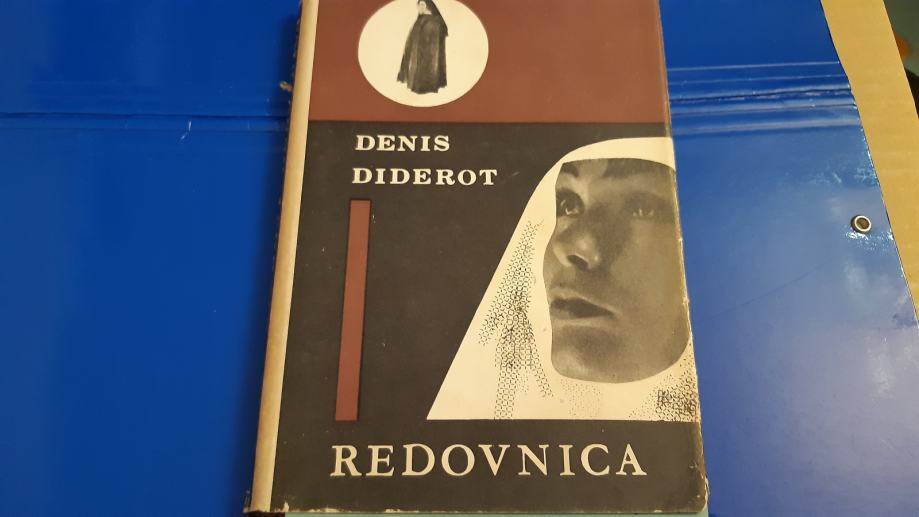 DENIS
DIDEROT
REDOVNICA